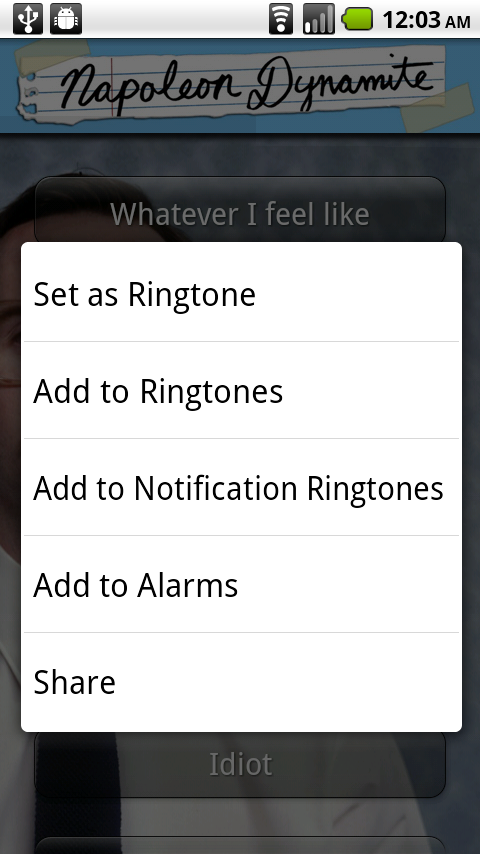 12:03 AM
Napoleon Dynamite
Whatever I feel like
Set as Ringtone
Add to Ringtones
Add to Notification Ringtones
Add to Alarms
Share
Idiot